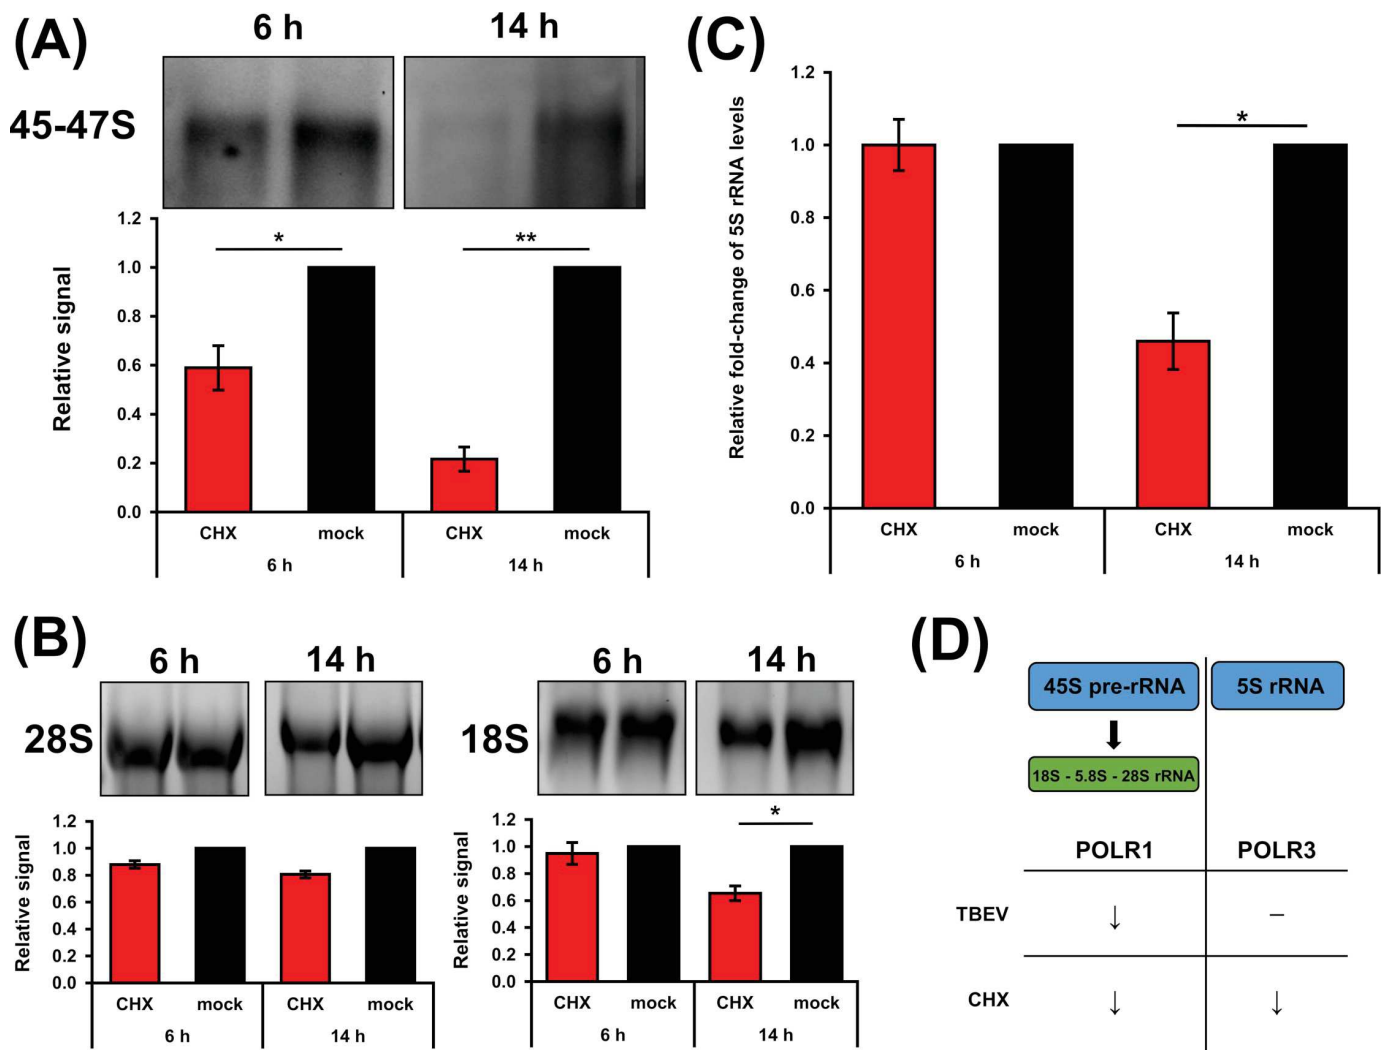 (A)
6 h
14 h
45-47S
Relative signal
1.2
1.0
0.8
0.6
0.4
0.2
0.0
*
**
CHX
mock
CHX
mock
6 h
14 h
(C)
Relative fold-change of 5S rRNA levels
1.2
1.0
0.8
0.6
0.4
0.2
0.0
*
CHX
mock
CHX
mock
6 h
14 h
(B)
6 h
14 h
28S
Relative signal
1.2
1.0
0.8
0.6
0.4
0.2
0.0
CHX
mock
CHX
mock
6 h
14 h
6 h
14 h
18S
Relative signal
1.2
1.0
0.8
0.6
0.4
0.2
0.0
*
CHX
mock
CHX
mock
6 h
14 h
(D)
45S pre-rRNA
5S rRNA
18S - 5.8S - 28S rRNA
POLR1
POLR3
TBEV
↓
–
CHX
↓
↓